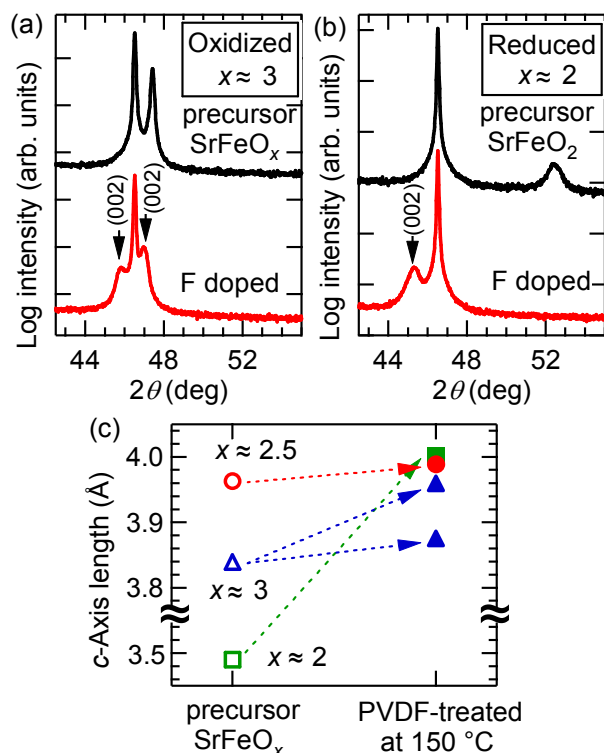 (a)
Oxidized
x ≈ 3
precursor
SrFeOₓ
(002)
(002)
F doped
Log intensity (arb. units)
44 48 52
2θ (deg)
(b)
Reduced
x ≈ 2
precursor
SrFeO₂
(002)
F doped
Log intensity (arb. units)
44 48 52
2θ (deg)
(c)
c-Axis length (Å)
4.0
3.9
3.8
3.5
x ≈ 2.5
x ≈ 3
x ≈ 2
precursor
SrFeOₓ
PVDF-treated
at 150 °C